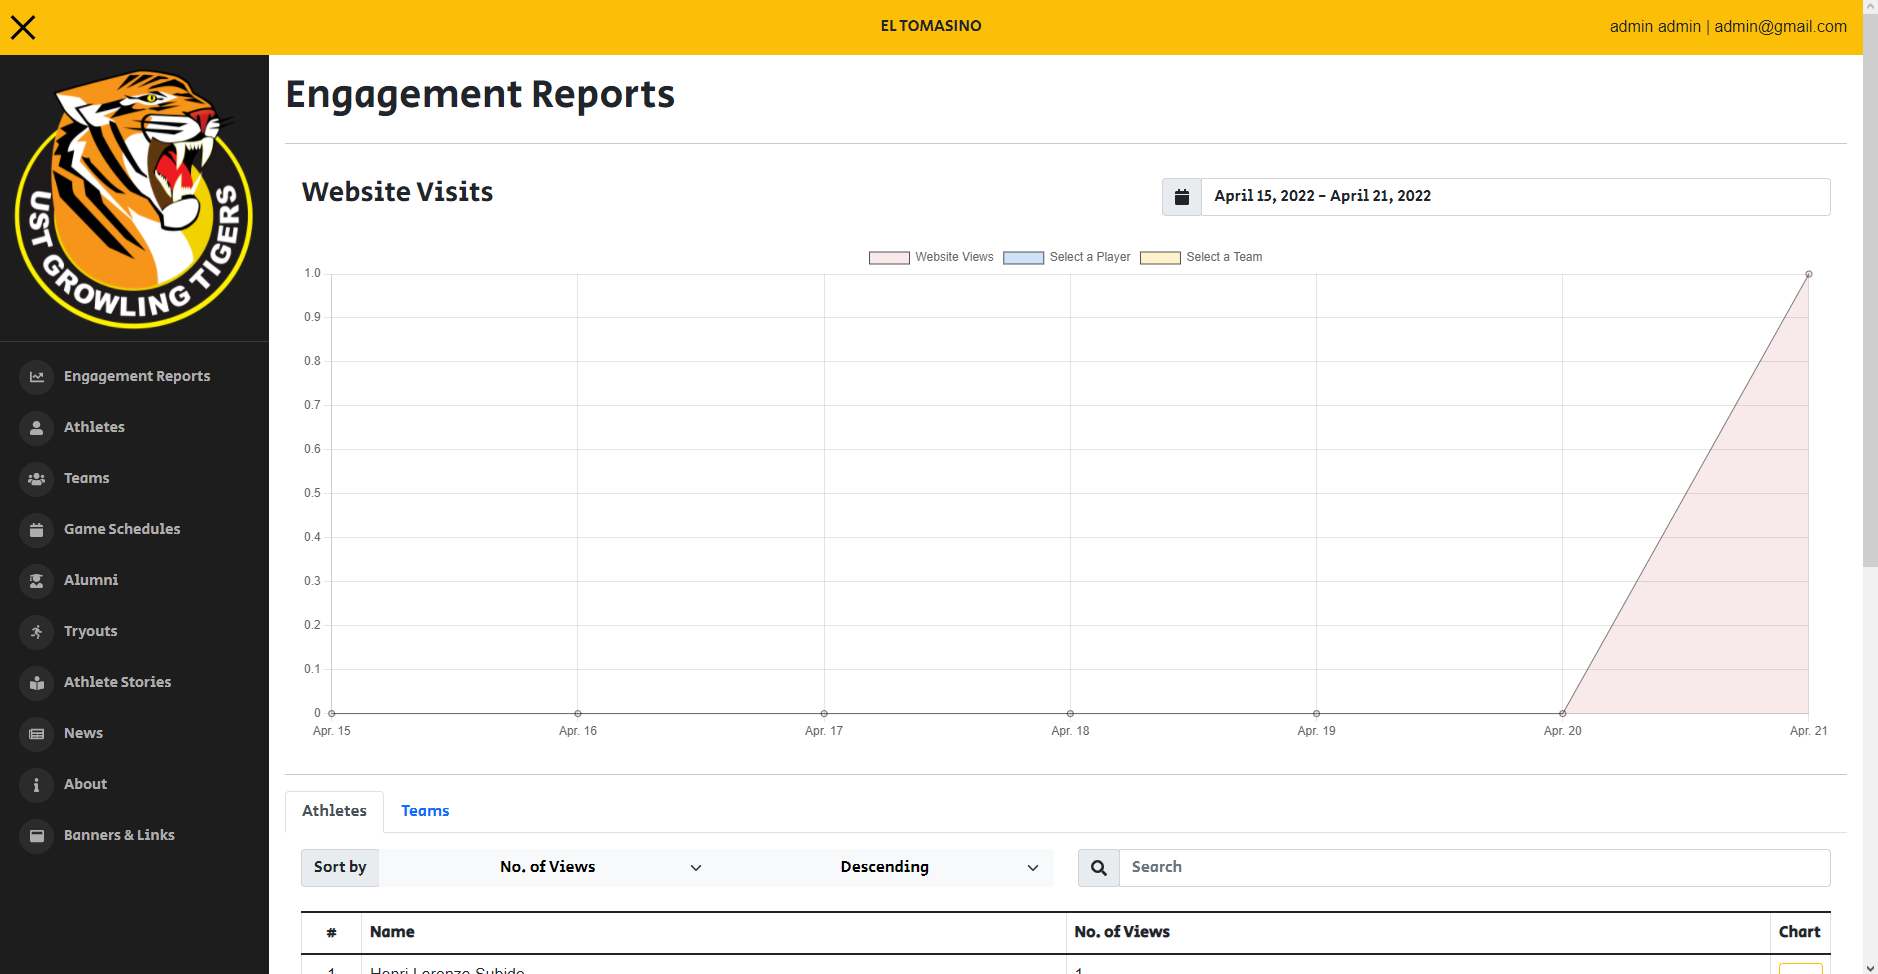 EL TOMASINO
admin admin | admin@gmail.com
UST GROWLING TIGERS
Engagement Reports
Athletes
Teams
Game Schedules
Alumni
Tryouts
Athlete Stories
News
About
Banners & Links
Engagement Reports
Website Visits
April 15, 2022 - April 21, 2022
Website Views Select a Player Select a Team
1.0
0.9
0.8
0.7
0.6
0.5
0.4
0.3
0.2
0.1
0
Apr. 15 Apr. 16 Apr. 17 Apr. 18 Apr. 19 Apr. 20 Apr. 21
Athletes Teams
Sort by No. of Views Descending Search
# Name No. of Views Chart
1 Henri Lorenzo Subido 1